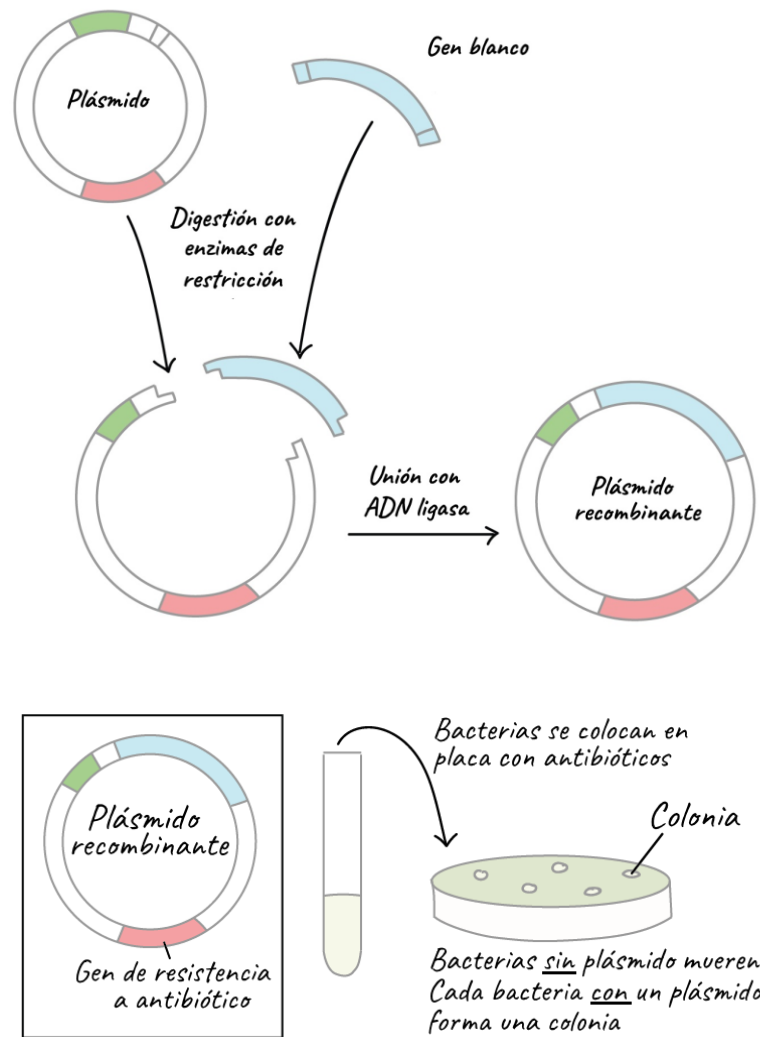 Plásmido
Gen blanco
Digestión con
enzimas de
restricción
Unión con
ADN ligasa
Plásmido
recombinante
Plásmido
recombinante
Gen de resistencia
a antibiótico
Bacterias se colocan en
placa con antibióticos
Colonia
Bacterias sin plásmido mueren
Cada bacteria con un plásmido
forma una colonia